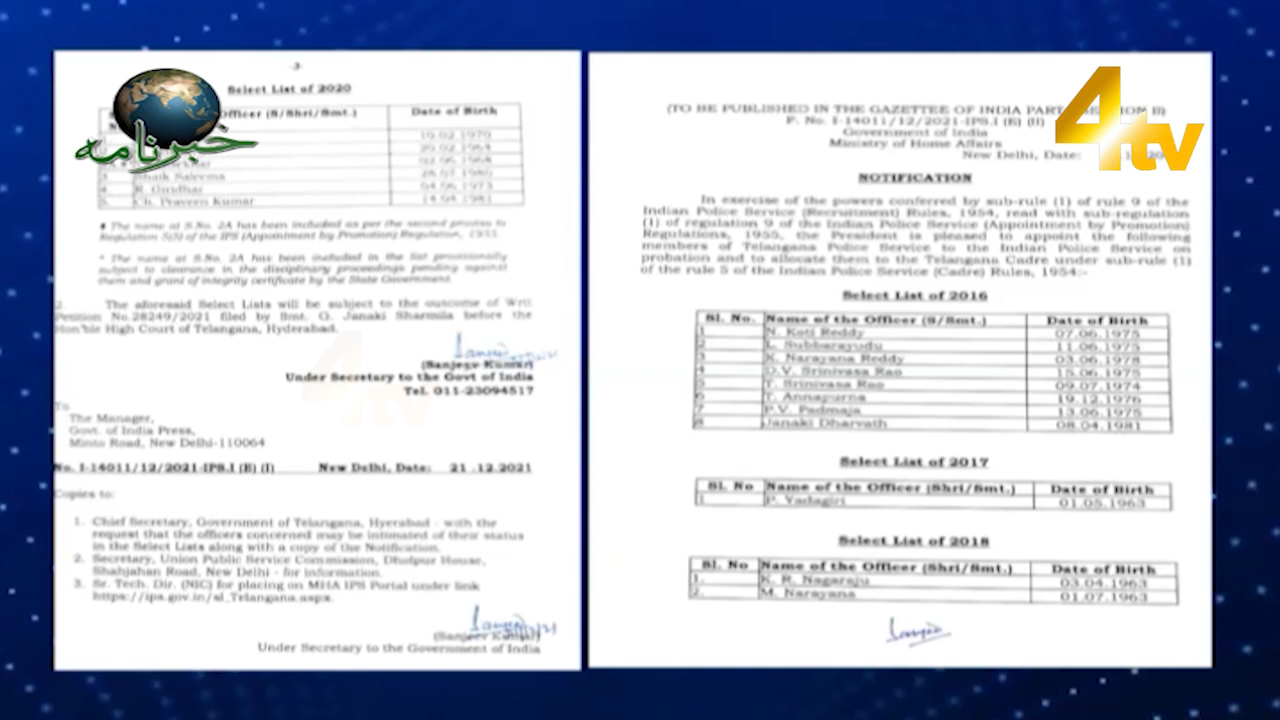 -3-
Select List of 2020
Officer (S/Shri/Smt.) Date of Birth
10.02.1970
20.02.1964
02.06.1968
3. Shaik Saleema 28.07.1980
4. R. Giridhar 04.06.1973
5. Ch. Praveen Kumar 14.04.1981
# The name at S.No. 2A has been included as per the second proviso to
Regulation 5(5) of the IPS (Appointment by Promotion) Regulation, 1955.
* The name at S.No. 2A has been included in the list provisionally
subject to clearance in the disciplinary proceedings pending against
them and grant of integrity certificate by the State Government.
2. The aforesaid Select Lists will be subject to the outcome of Writ
Petition No.28249/2021 filed by Smt. G. Janaki Sharmila before the
Hon'ble High Court of Telangana, Hyderabad.
(Sanjeev Kumar)
Under Secretary to the Govt of India
Tel. 011-23094517
To
The Manager,
Govt. of India Press,
Minto Road, New Delhi-110064
No. I-14011/12/2021-IPS.I (E) (I) New Delhi, Date: 21 .12.2021
Copies to:
1. Chief Secretary, Government of Telangana, Hyerabad - with the
request that the officers concerned may be intimated of their status
in the Select Lists along with a copy of the Notification.
2. Secretary, Union Public Service Commission, Dholpur House,
Shahjahan Road, New Delhi - for information.
3. Sr. Tech. Dir. (NIC) for placing on MHA IPS Portal under link
https://ips.gov.in/sl_Telangana.aspx.
(Sanjeev Kumar)
Under Secretary to the Government of India
خبرنامہ
4tv
(TO BE PUBLISHED IN THE GAZETTEE OF INDIA PART
F. No. I-14011/12/2021-IPS.I (E) (II)
Government of India
Ministry of Home Affairs
New Delhi, Date:
NOTIFICATION
In exercise of the powers conferred by sub-rule (1) of rule 9 of the
Indian Police Service (Recruitment) Rules, 1954, read with sub-regulation
(1) of regulation 9 of the Indian Police Service (Appointment by Promotion)
Regulations, 1955, the President is pleased to appoint the following
members of Telangana Police Service to the Indian Police Service on
probation and to allocate them to the Telangana Cadre under sub-rule (1)
of the rule 5 of the Indian Police Service (Cadre) Rules, 1954:-
Select List of 2016
Sl. No. Name of the Officer (S/Smt.) Date of Birth
1 N. Koti Reddy 07.06.1975
2 L. Subbarayudu 11.06.1975
3 K. Narayana Reddy 03.06.1978
4 D.V. Srinivasa Rao 15.06.1975
5 T. Srinivasa Rao 09.07.1974
6 T. Annapurna 19.12.1976
7 P.V. Padmaja 13.06.1975
8 Janaki Dharvath 08.04.1981
Select List of 2017
Sl. No Name of the Officer (Shri/Smt.) Date of Birth
1 P. Yadagiri 01.05.1963
Select List of 2018
Sl. No Name of the Officer (Shri/Smt.) Date of Birth
1. K. R. Nagaraju 03.04.1963
2. M. Narayana 01.07.1963